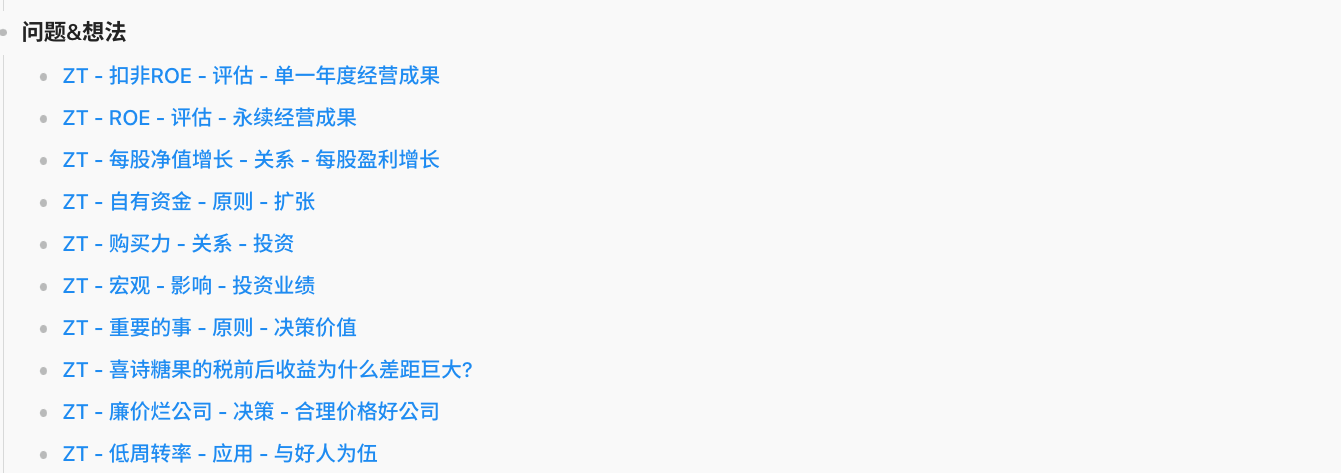 问题&想法
ZT - 扣非ROE - 评估 - 单一年度经营成果
ZT - ROE - 评估 - 永续经营成果
ZT - 每股净值增长 - 关系 - 每股盈利增长
ZT - 自有资金 - 原则 - 扩张
ZT - 购买力 - 关系 - 投资
ZT - 宏观 - 影响 - 投资业绩
ZT - 重要的事 - 原则 - 决策价值
ZT - 喜诗糖果的税前后收益为什么差距巨大?
ZT - 廉价烂公司 - 决策 - 合理价格好公司
ZT - 低周转率 - 应用 - 与好人为伍